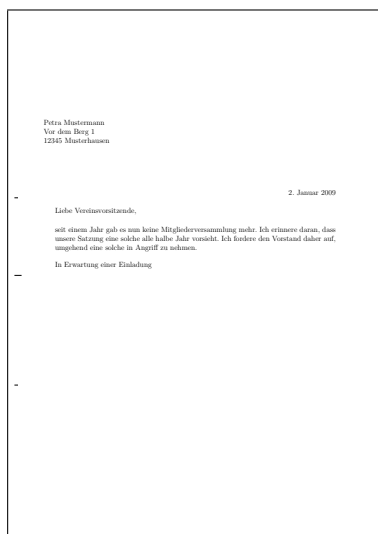 Petra Mustermann
Vor dem Berg 1
12345 Musterhausen
2. Januar 2009
Liebe Vereinsvorsitzende,
seit einem Jahr gab es nun keine Mitgliederversammlung mehr. Ich erinnere daran, dass
unsere Satzung eine solche alle halbe Jahr vorsieht. Ich fordere den Vorstand daher auf,
umgehend eine solche in Angriff zu nehmen.
In Erwartung einer Einladung